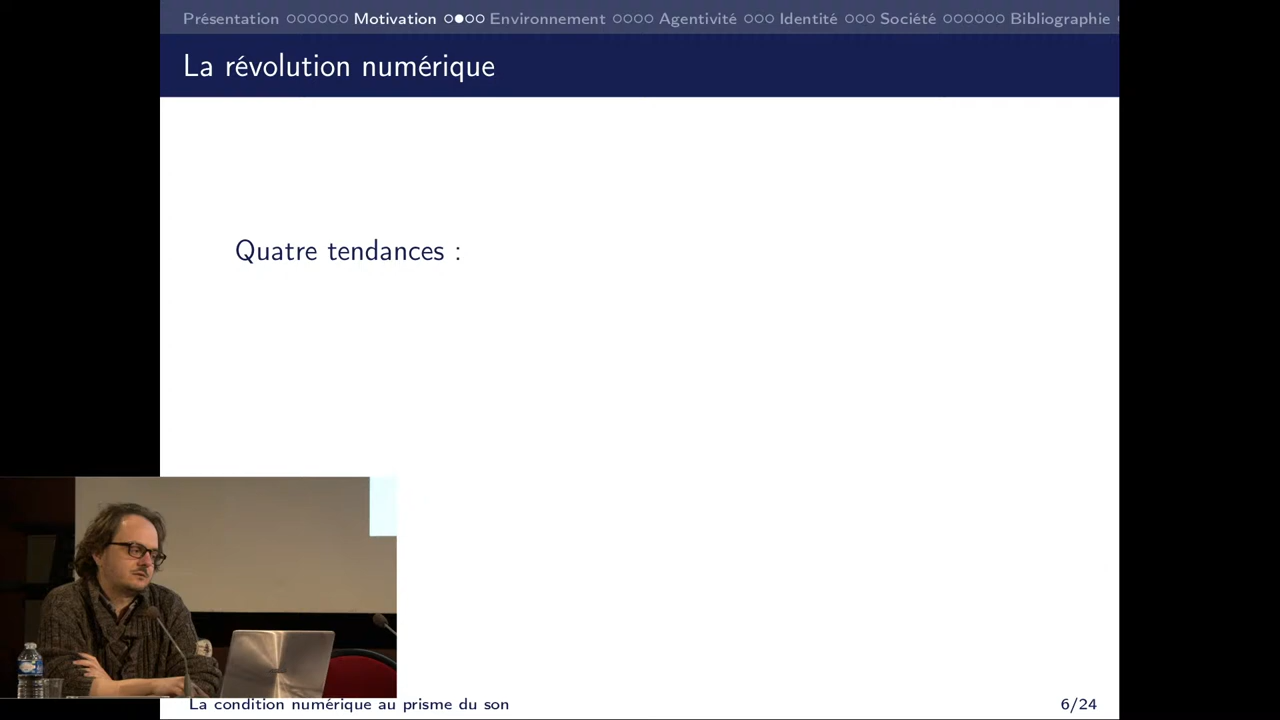 Présentation Motivation Environnement Agentivité Identité Société Bibliographie
La révolution numérique
Quatre tendances :
La condition numérique au prisme du son 6/24